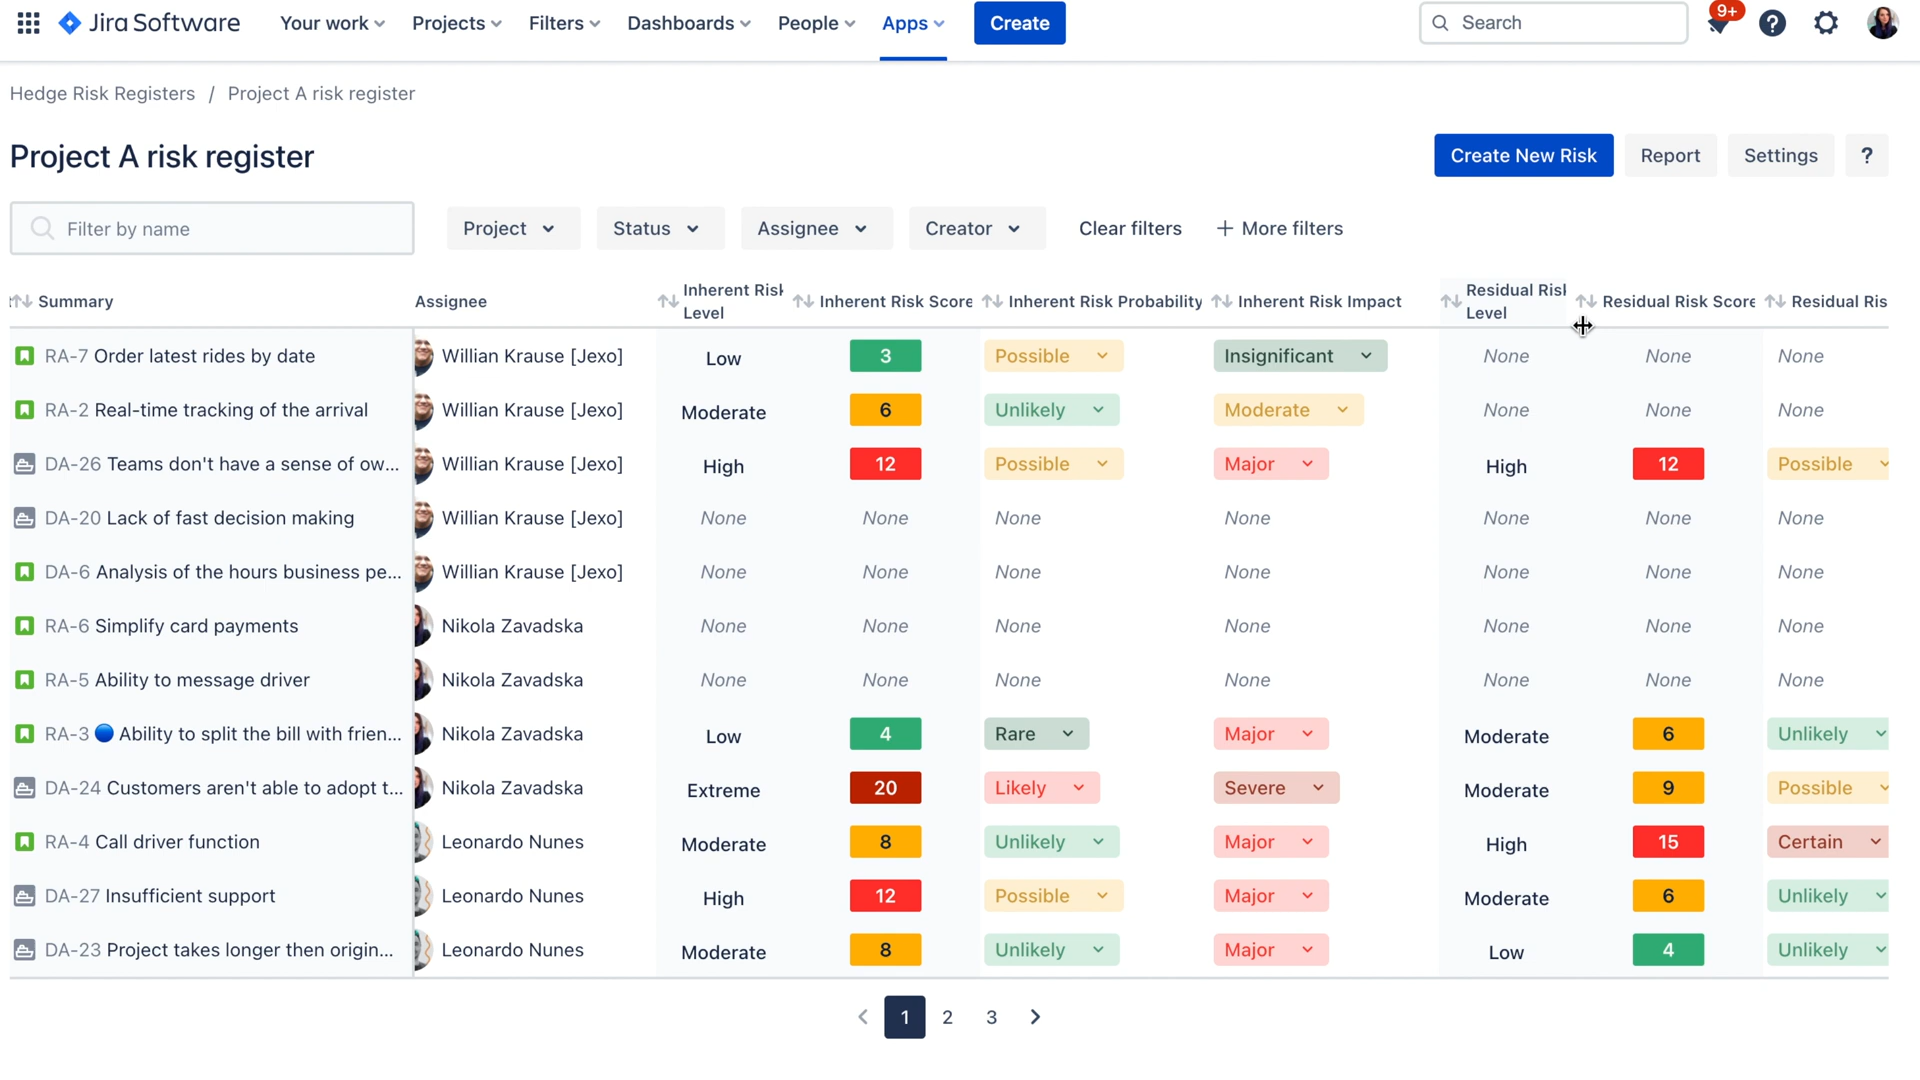 Jira Software Your work Projects Filters Dashboards People Apps Create Search 9+
Hedge Risk Registers / Project A risk register
Project A risk register Create New Risk Report Settings ?
Filter by name Project Status Assignee Creator Clear filters + More filters
Summary Assignee Inherent Risk Level Inherent Risk Score Inherent Risk Probability Inherent Risk Impact Residual Risk Level Residual Risk Score Residual Ris
RA-7 Order latest rides by date Willian Krause [Jexo] Low 3 Possible Insignificant None None None
RA-2 Real-time tracking of the arrival Willian Krause [Jexo] Moderate 6 Unlikely Moderate None None None
DA-26 Teams don't have a sense of ow... Willian Krause [Jexo] High 12 Possible Major High 12 Possible
DA-20 Lack of fast decision making Willian Krause [Jexo] None None None None None None None
DA-6 Analysis of the hours business pe... Willian Krause [Jexo] None None None None None None None
RA-6 Simplify card payments Nikola Zavadska None None None None None None None
RA-5 Ability to message driver Nikola Zavadska None None None None None None None
RA-3 Ability to split the bill with frien... Nikola Zavadska Low 4 Rare Major Moderate 6 Unlikely
DA-24 Customers aren't able to adopt t... Nikola Zavadska Extreme 20 Likely Severe Moderate 9 Possible
RA-4 Call driver function Leonardo Nunes Moderate 8 Unlikely Major High 15 Certain
DA-27 Insufficient support Leonardo Nunes High 12 Possible Major Moderate 6 Unlikely
DA-23 Project takes longer then origin... Leonardo Nunes Moderate 8 Unlikely Major Low 4 Unlikely
1 2 3